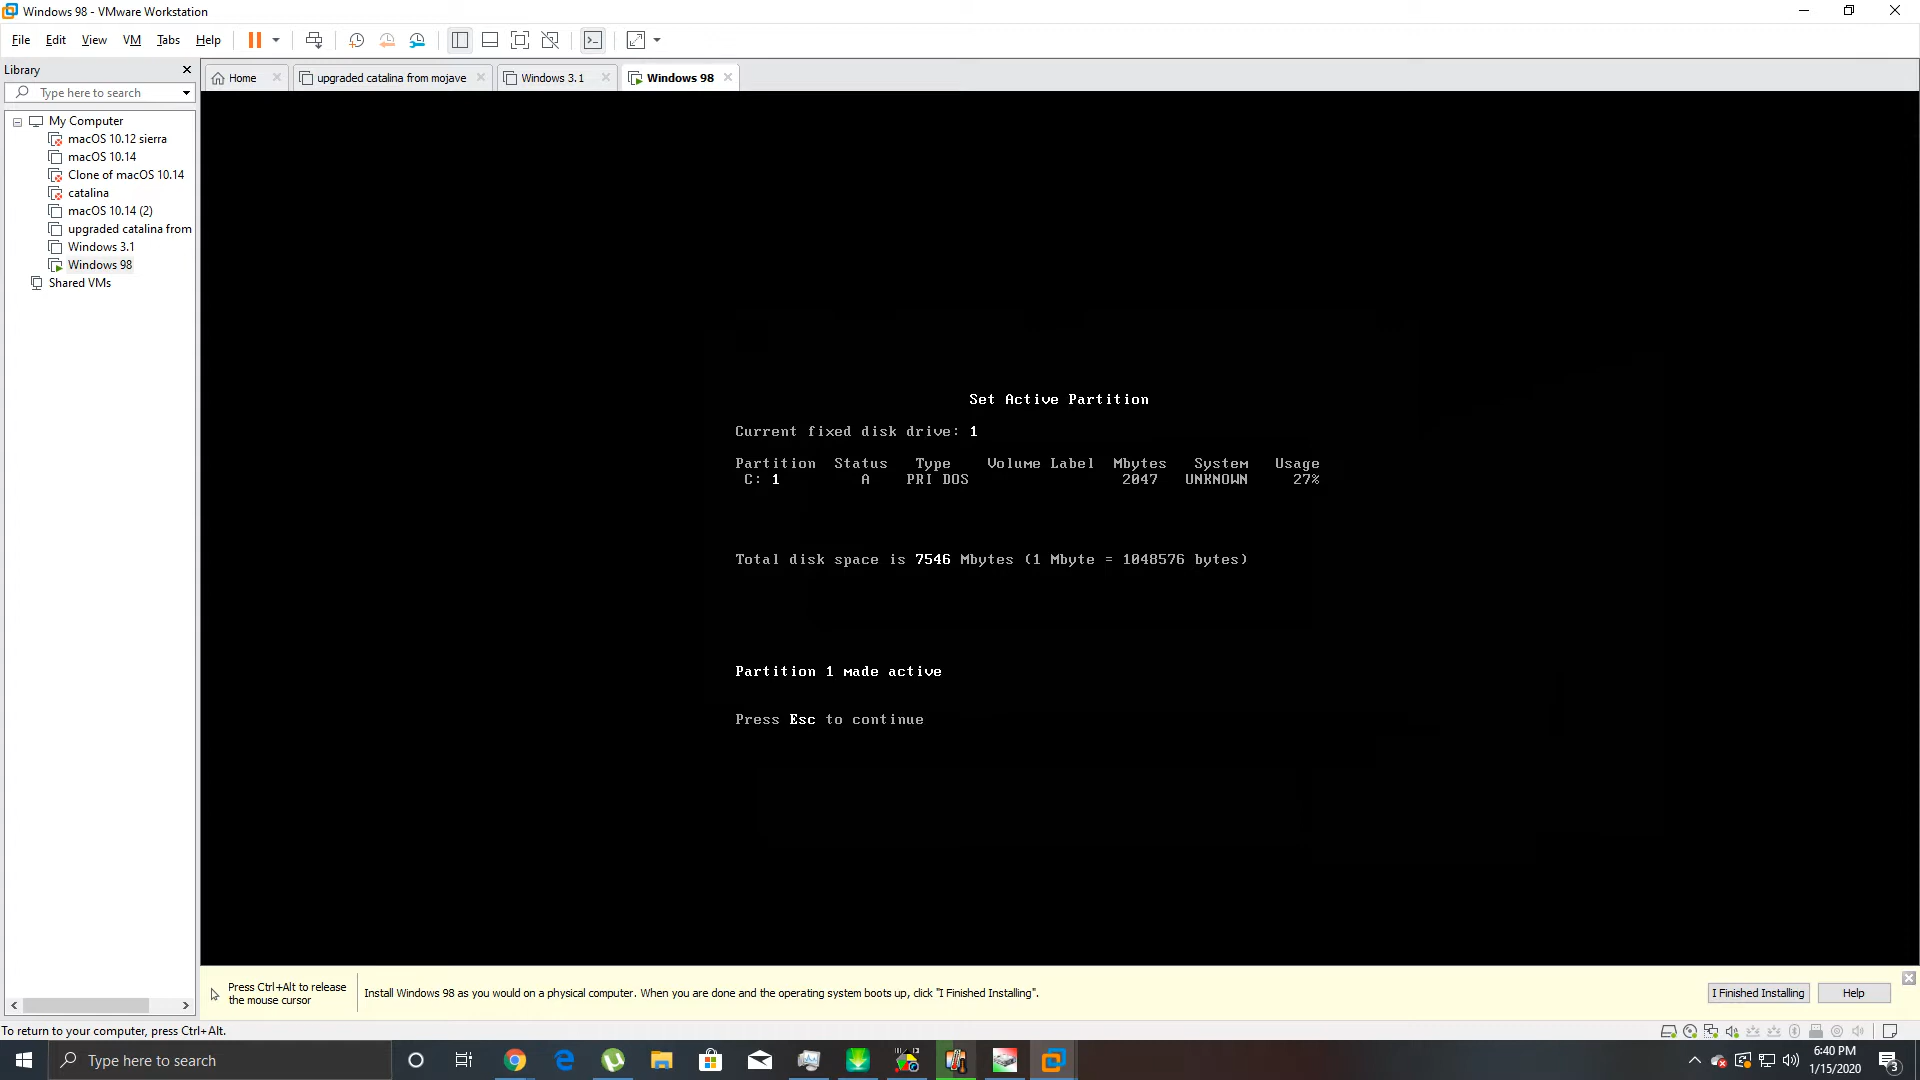 Windows 98 - VMware Workstation
File Edit View VM Tabs Help
Library
Type here to search
My Computer
macOS 10.12 sierra
macOS 10.14
Clone of macOS 10.14
catalina
macOS 10.14 (2)
upgraded catalina from
Windows 3.1
Windows 98
Shared VMs
Home upgraded catalina from mojave Windows 3.1 Windows 98
Set Active Partition
Current fixed disk drive: 1
Partition Status Type Volume Label Mbytes System Usage
C: 1 A PRI DOS 2047 UNKNOWN 27%
Total disk space is 7546 Mbytes (1 Mbyte = 1048576 bytes)
Partition 1 made active
Press Esc to continue
Press Ctrl+Alt to release
the mouse cursor
Install Windows 98 as you would on a physical computer. When you are done and the operating system boots up, click "I Finished Installing".
I Finished Installing Help
To return to your computer, press Ctrl+Alt.
Type here to search
6:40 PM
1/15/2020
3